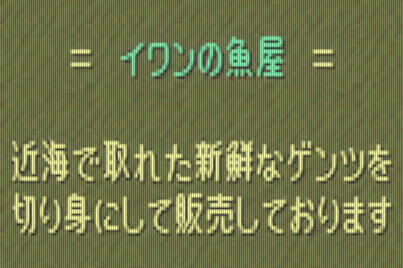 = イワンの魚屋 =
近海で取れた新鮮なゲンツを
切り身にして販売しております